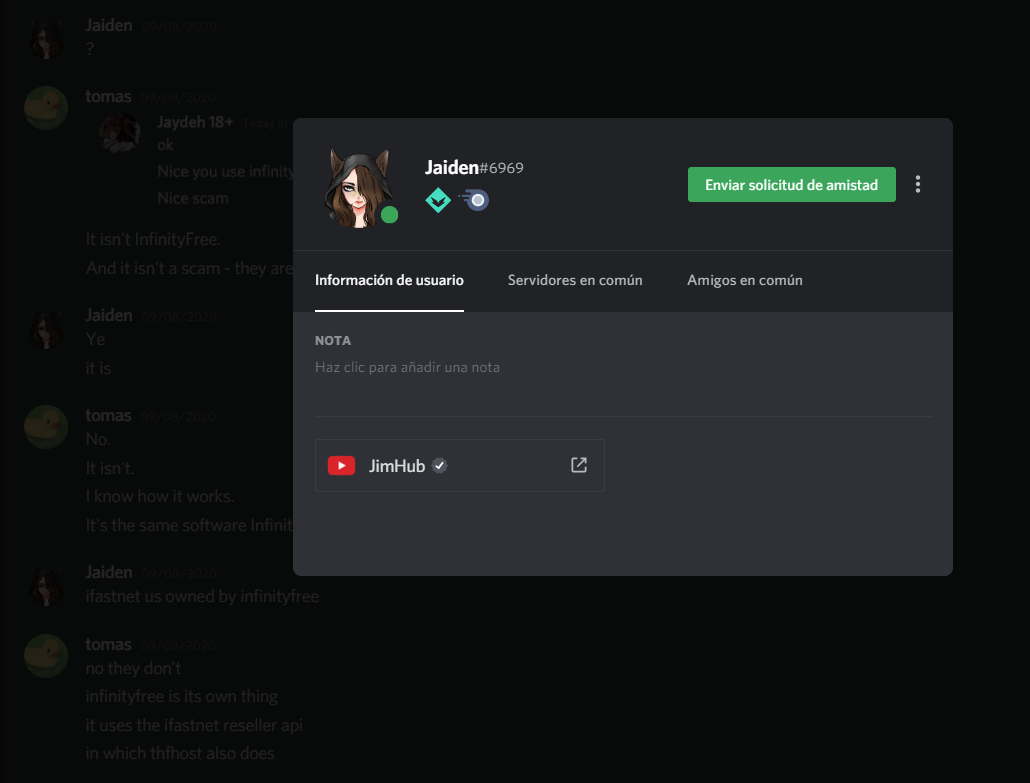 Jaiden 09/08/2020
?
tomas 09/08/2020
Jaydeh 18+ Today at
ok
Nice you use infinity
Nice scam
It isn't InfinityFree.
And it isn't a scam - they are
Jaiden 09/08/2020
Ye
it is
tomas 09/08/2020
No.
It isn't.
I know how it works.
It's the same software Infinit
Jaiden 09/08/2020
ifastnet us owned by infinityfree
tomas 09/08/2020
no they don't
infinityfree is its own thing
it uses the ifastnet reseller api
in which thfhost also does
Jaiden#6969
Enviar solicitud de amistad
Información de usuario Servidores en común Amigos en común
NOTA
Haz clic para añadir una nota
JimHub